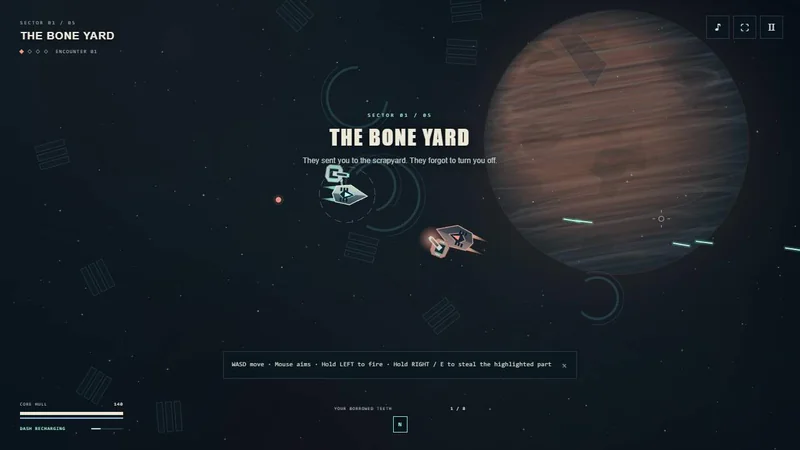 SECTOR 01 / 05
THE BONE YARD
ENCOUNTER 01
SECTOR 01 / 05
THE BONE YARD
They sent you to the scrapyard. They forgot to turn you off.
WASD move · Mouse aims · Hold LEFT to fire · Hold RIGHT / E to steal the highlighted part
CORE HULL 140
DASH RECHARGING
YOUR BORROWED TEETH 1 / 8
N